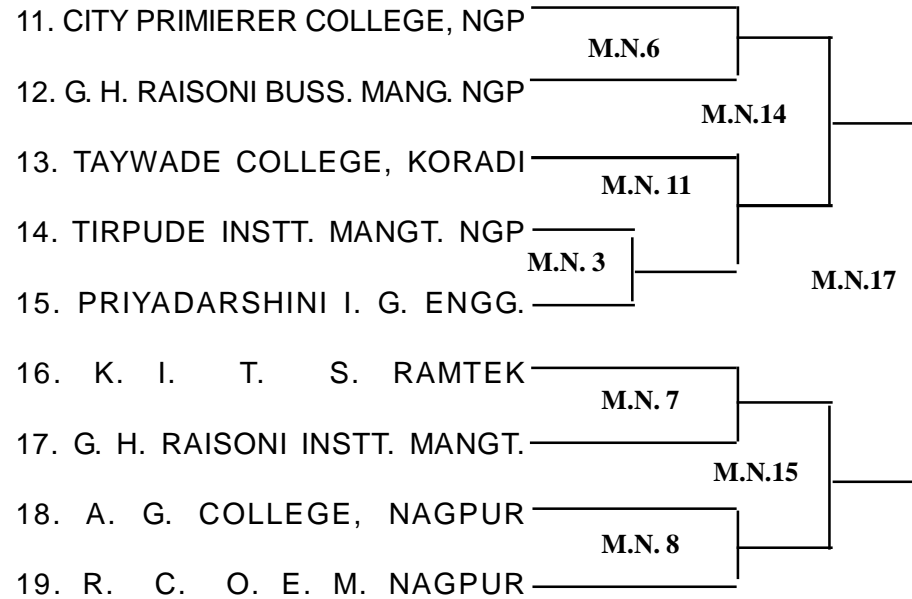 11. CITY PRIMIERER COLLEGE, NGP
M.N.6
12. G. H. RAISONI BUSS. MANG. NGP
M.N.14
13. TAYWADE COLLEGE, KORADI
M.N. 11
14. TIRPUDE INSTT. MANGT. NGP
M.N. 3
M.N.17
15. PRIYADARSHINI I. G. ENGG.
16. K. I. T. S. RAMTEK
M.N. 7
17. G. H. RAISONI INSTT. MANGT.
M.N.15
18. A. G. COLLEGE, NAGPUR
M.N. 8
19. R. C. O. E. M. NAGPUR